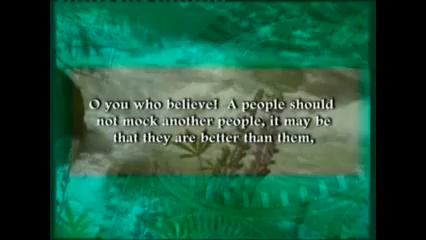 O you who believe! A people should
not mock another people, it may be
that they are better than them,